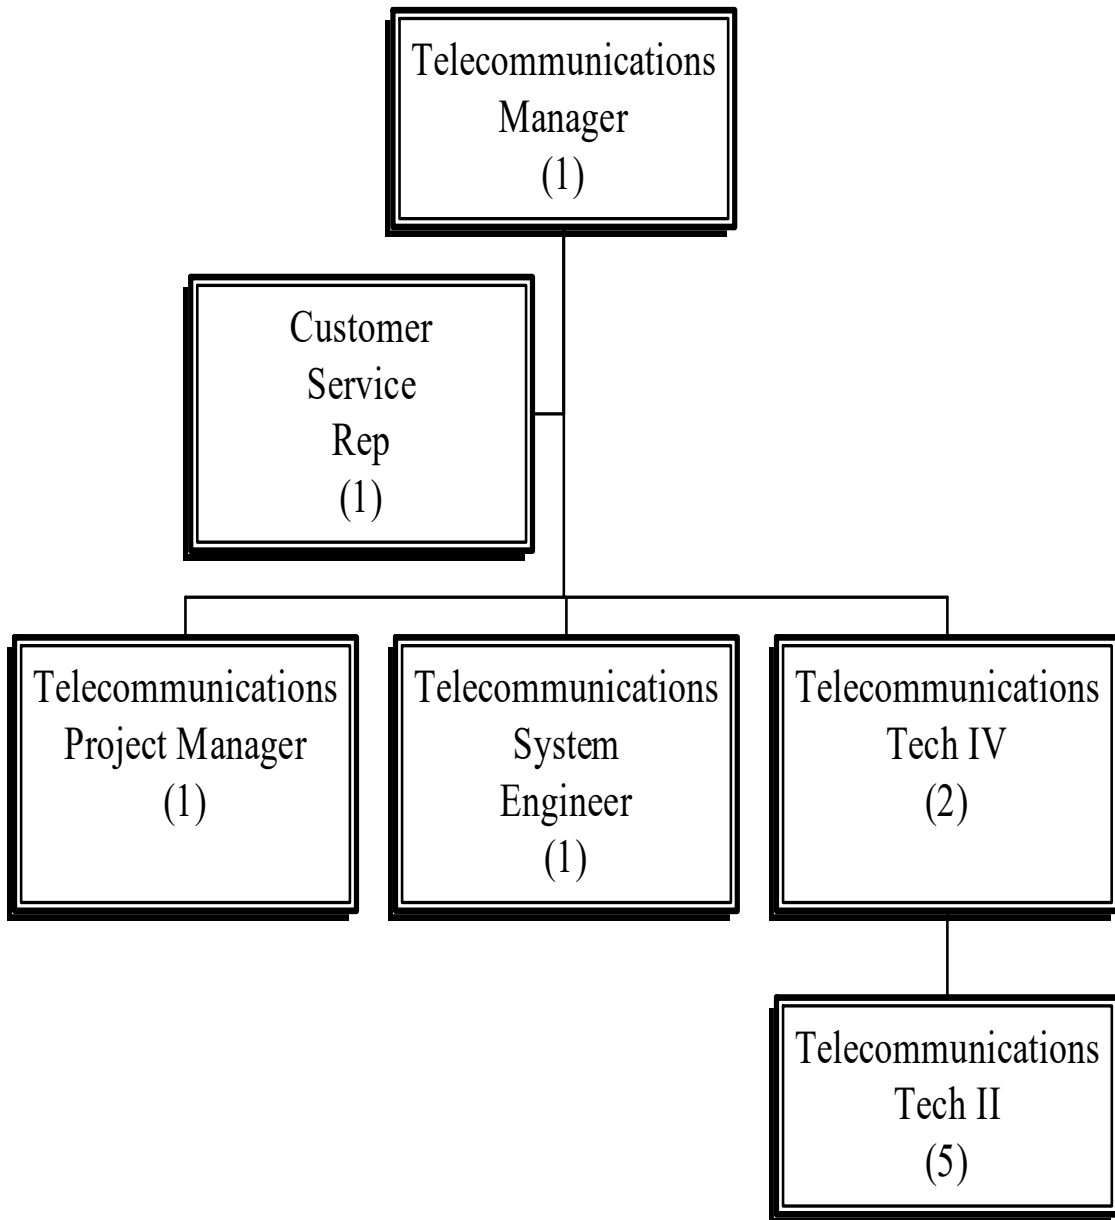 Telecommunications
Manager
(1)
Customer
Service
Rep
(1)
Telecommunications
Project Manager
(1)
Telecommunications
System
Engineer
(1)
Telecommunications
Tech IV
(2)
Telecommunications
Tech II
(5)